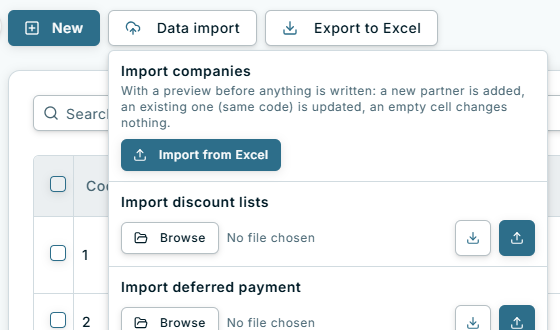 New
Data import
Export to Excel
Import companies
With a preview before anything is written: a new partner is added,
an existing one (same code) is updated, an empty cell changes
nothing.
Import from Excel
Import discount lists
Browse
No file chosen
Import deferred payment
Browse
No file chosen
1
2